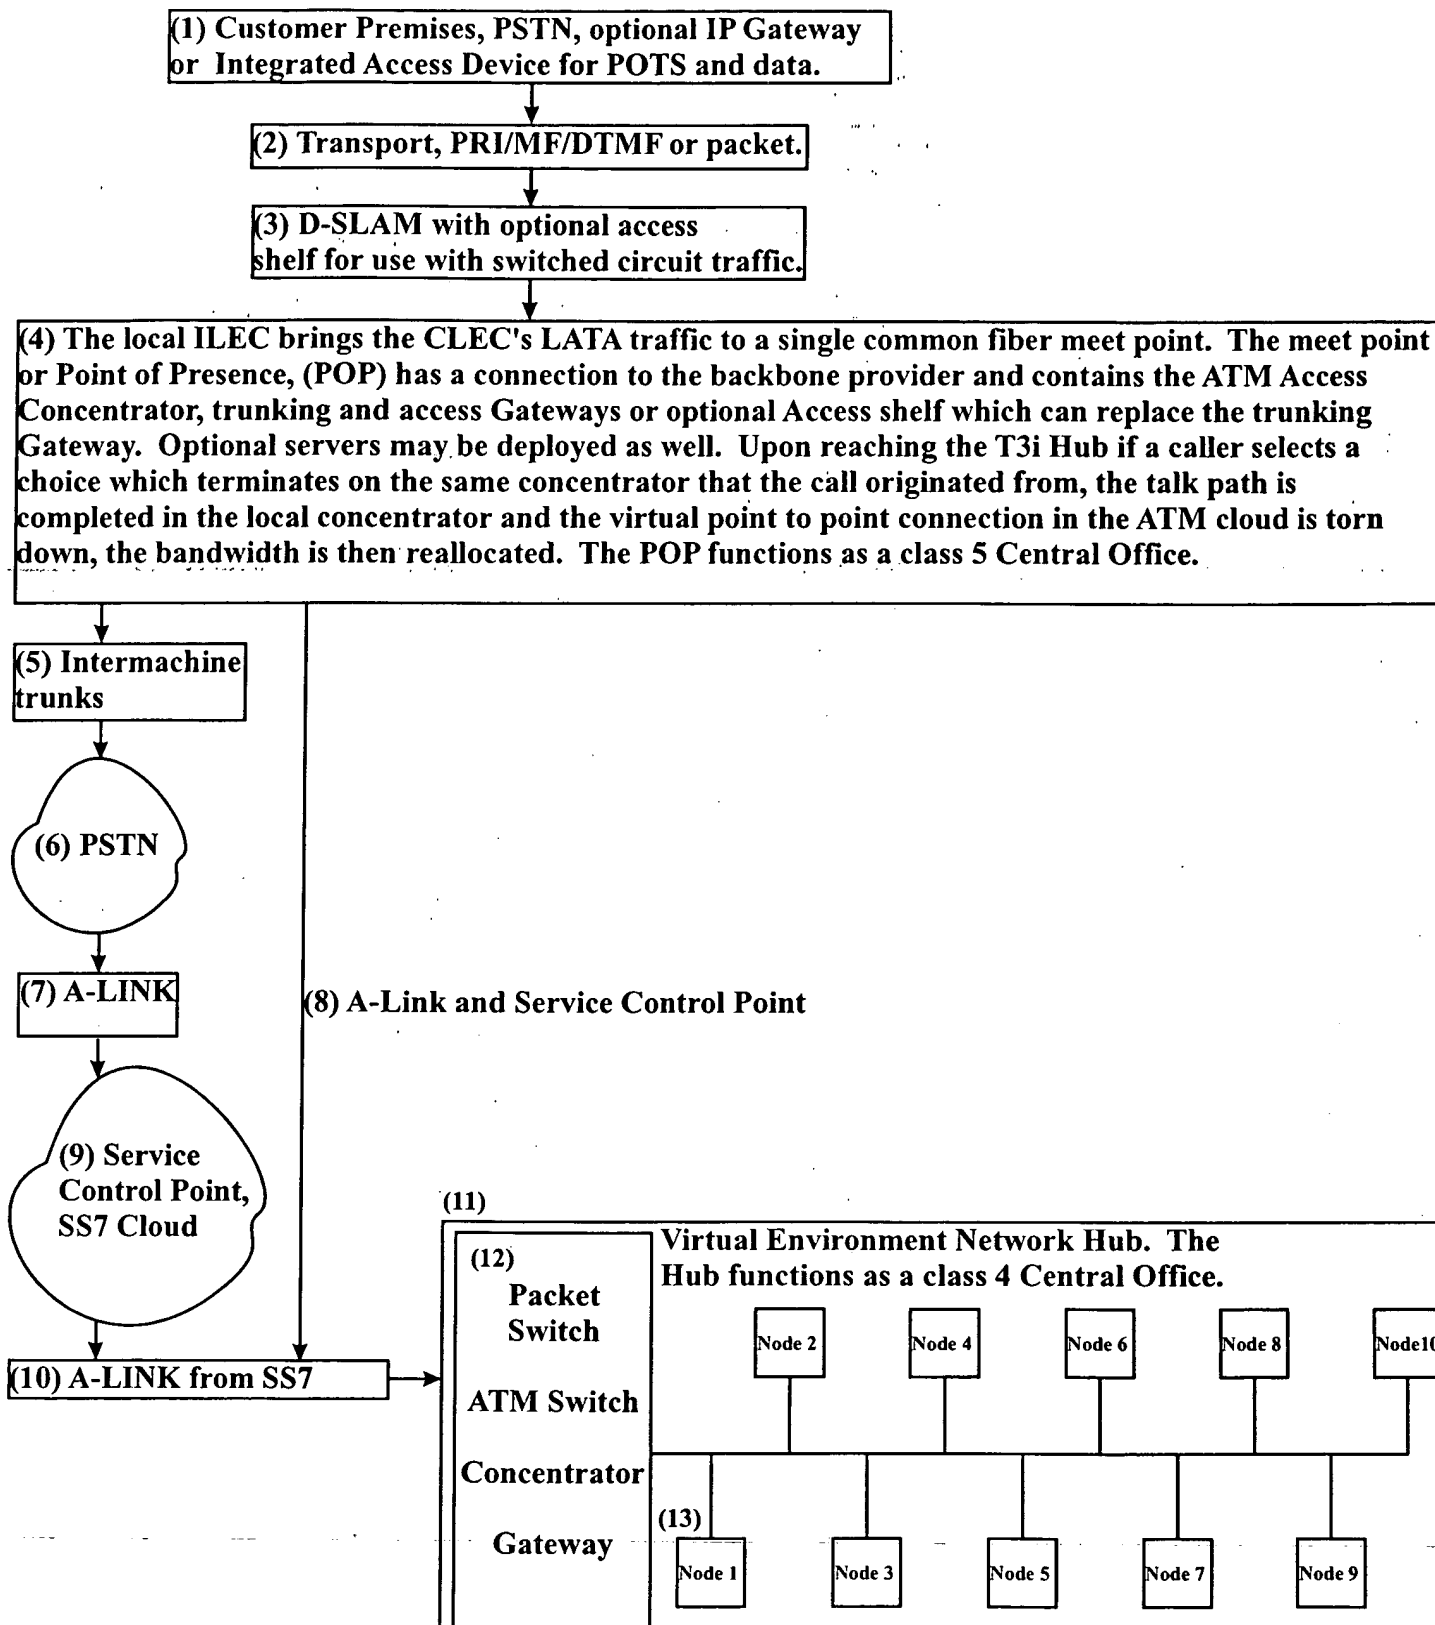 (1) Customer Premises, PSTN, optional IP Gateway
or Integrated Access Device for POTS and data.
(2) Transport, PRI/MF/DTMF or packet.
(3) D-SLAM with optional access
shelf for use with switched circuit traffic.
(4) The local ILEC brings the CLEC's LATA traffic to a single common fiber meet point. The meet point
or Point of Presence, (POP) has a connection to the backbone provider and contains the ATM Access
Concentrator, trunking and access Gateways or optional Access shelf which can replace the trunking
Gateway. Optional servers may be deployed as well. Upon reaching the T3i Hub if a caller selects a
choice which terminates on the same concentrator that the call originated from, the talk path is
completed in the local concentrator and the virtual point to point connection in the ATM cloud is torn
down, the bandwidth is then reallocated. The POP functions as a class 5 Central Office.
(5) Intermachine
trunks
(6) PSTN
(7) A-LINK
(8) A-Link and Service Control Point
(9) Service
Control Point,
SS7 Cloud
(10) A-LINK from SS7
(11)
(12)
Packet
Switch
ATM Switch
Concentrator
Gateway
Virtual Environment Network Hub. The
Hub functions as a class 4 Central Office.
Node 2
Node 4
Node 6
Node 8
Node10
(13)
Node 1
Node 3
Node 5
Node 7
Node 9